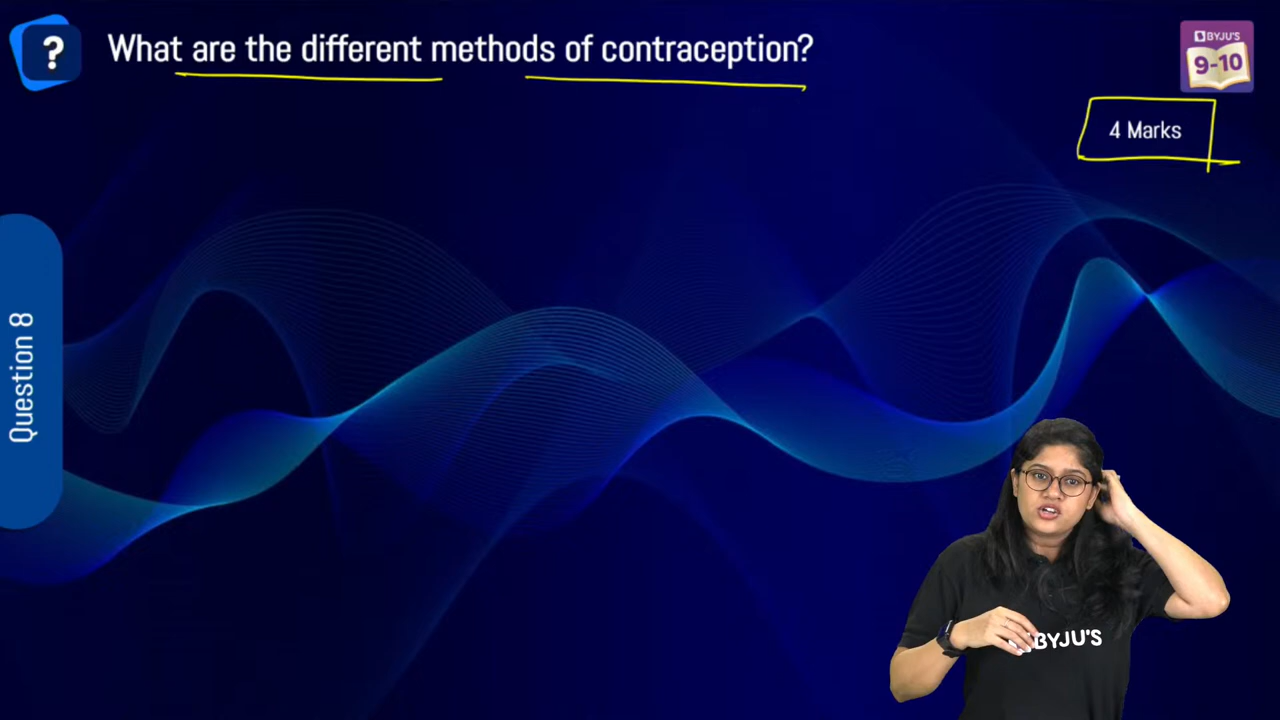 ?
What are the different methods of contraception?
BYJU'S
9-10
4 Marks
Question 8
BYJU'S